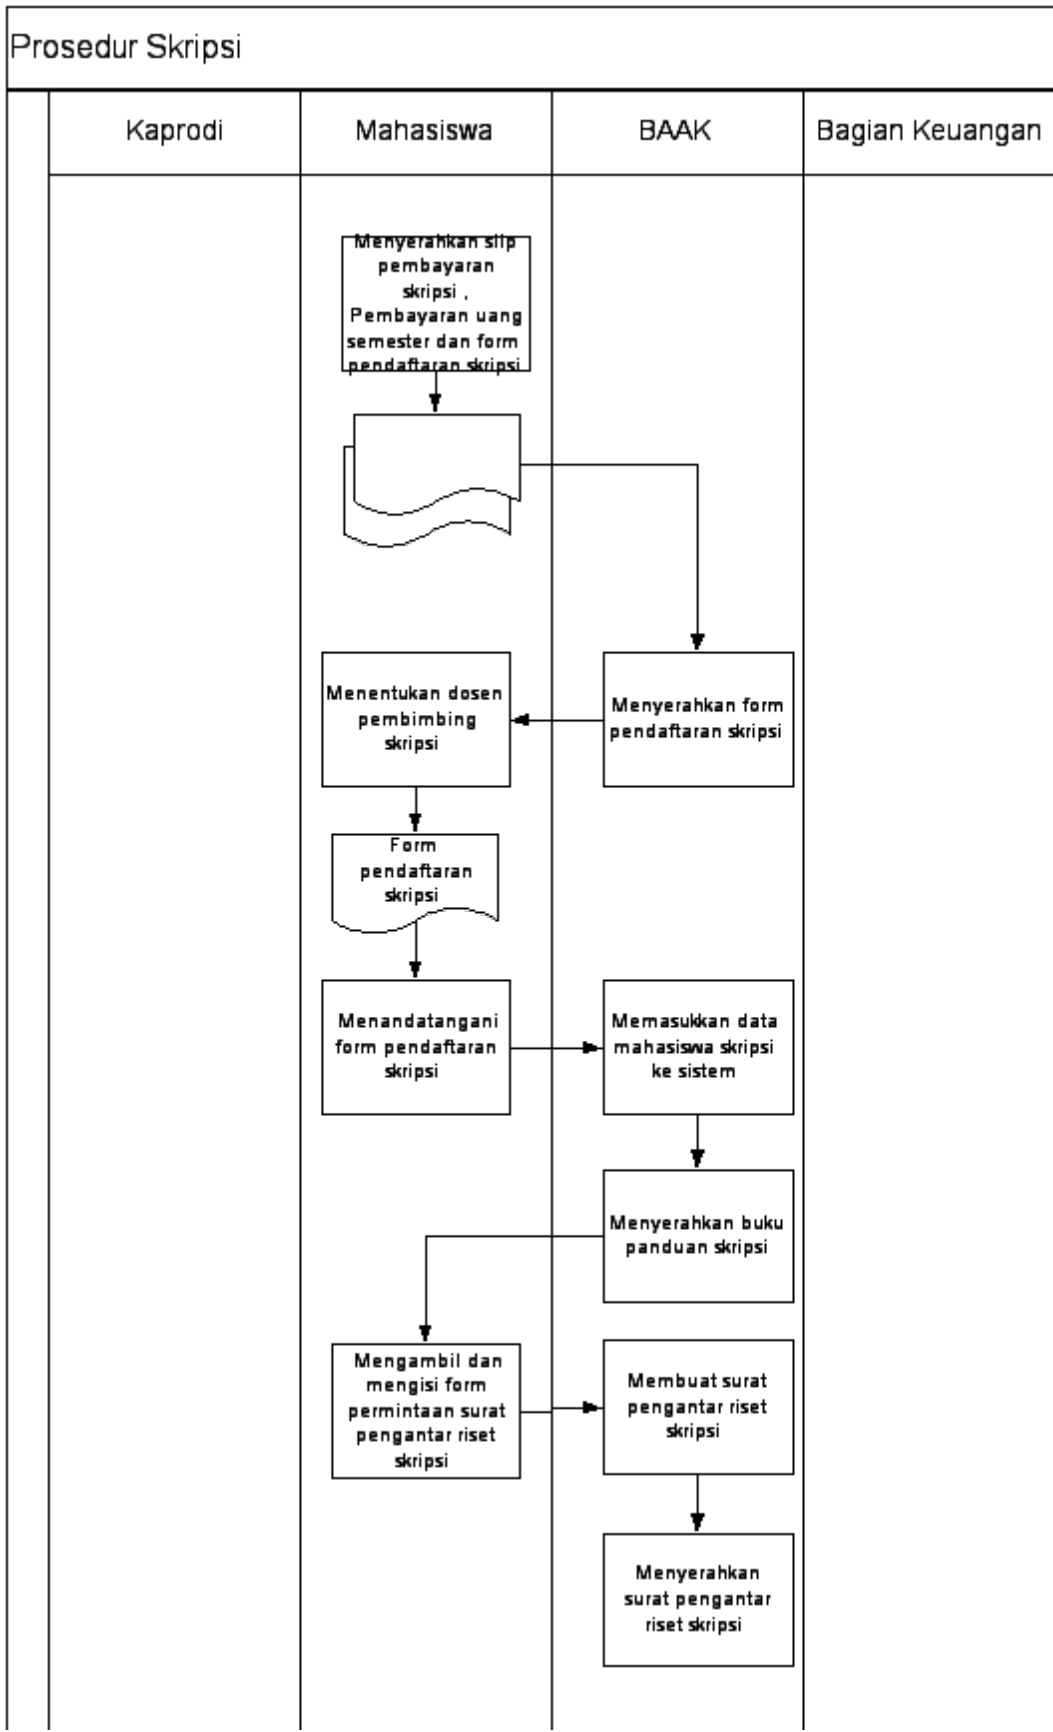 Prosedur Skripsi
Kaprodi
Mahasiswa
BAAK
Bagian Keuangan
Menyerahkan slip
pembayaran
skripsi ,
Pembayaran uang
semester dan form
pendaftaran skripsi
Menentukan dosen
pembimbing
skripsi
Menyerahkan form
pendaftaran skripsi
Form
pendaftaran
skripsi
Menandatangani
form pendaftaran
skripsi
Memasukkan data
mahasiswa skripsi
ke sistem
Menyerahkan buku
panduan skripsi
Mengambil dan
mengisi form
permintaan surat
pengantar riset
skripsi
Membuat surat
pengantar riset
skripsi
Menyerahkan
surat pengantar
riset skripsi